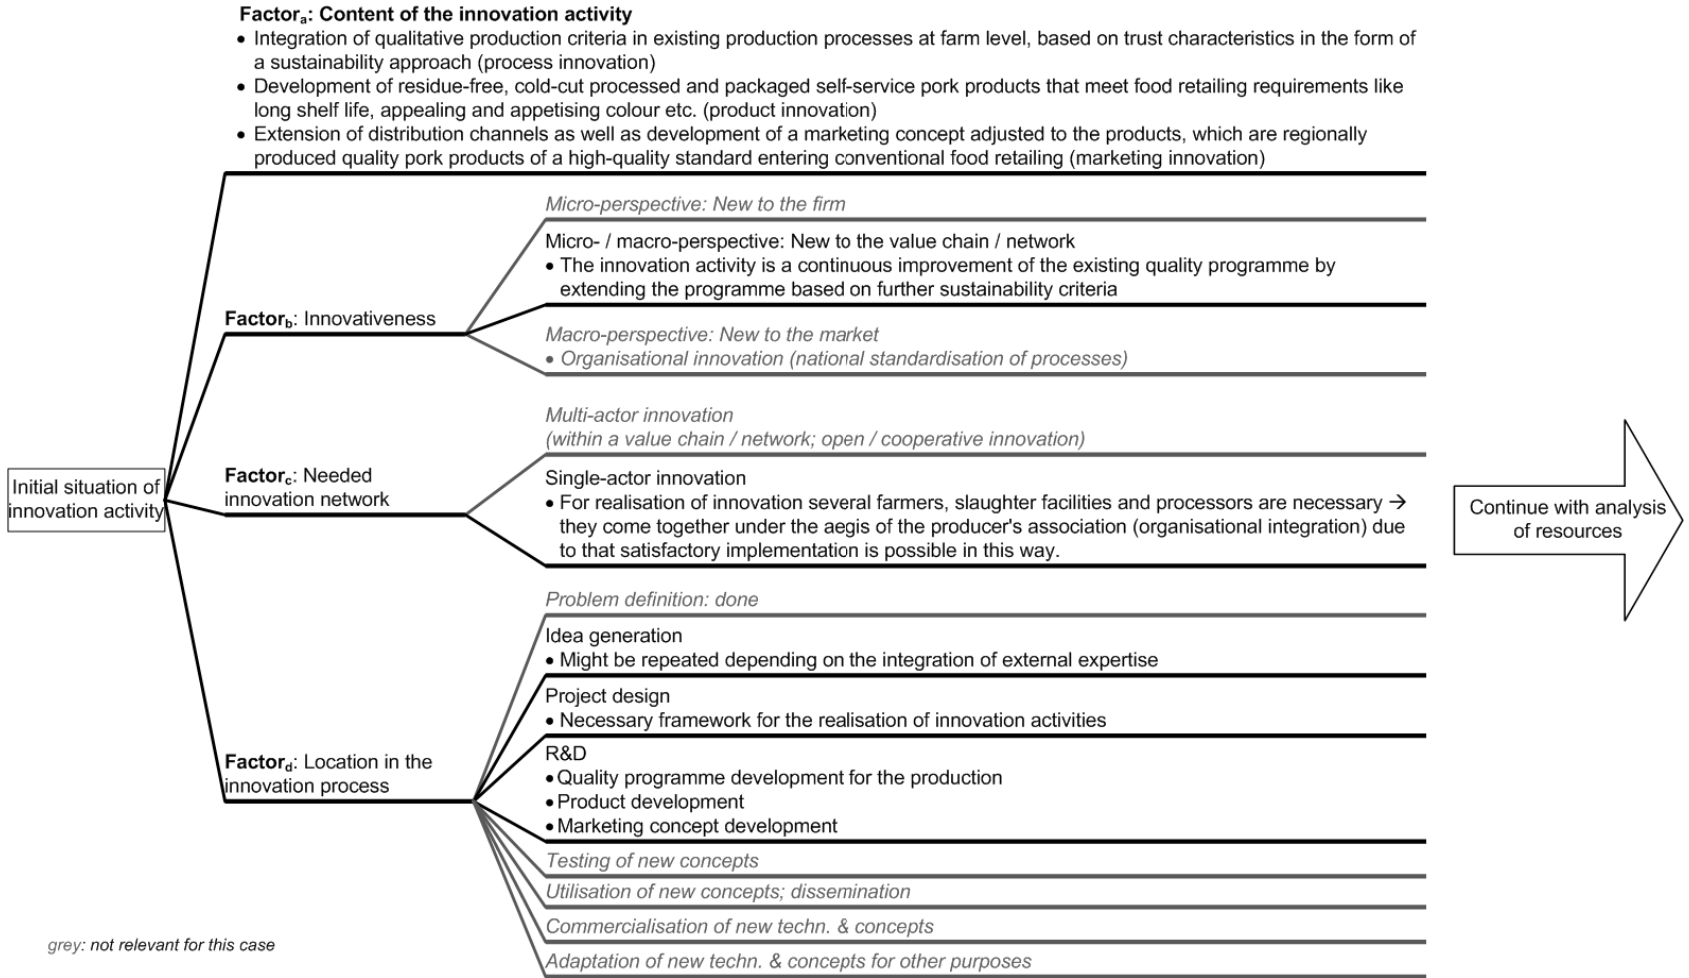 Factorₐ: Content of the innovation activity
• Integration of qualitative production criteria in existing production processes at farm level, based on trust characteristics in the form of
a sustainability approach (process innovation)
• Development of residue-free, cold-cut processed and packaged self-service pork products that meet food retailing requirements like
long shelf life, appealing and appetising colour etc. (product innovation)
• Extension of distribution channels as well as development of a marketing concept adjusted to the products, which are regionally
produced quality pork products of a high-quality standard entering conventional food retailing (marketing innovation)
Micro-perspective: New to the firm
Micro- / macro-perspective: New to the value chain / network
• The innovation activity is a continuous improvement of the existing quality programme by
extending the programme based on further sustainability criteria
Factorb: Innovativeness
Macro-perspective: New to the market
• Organisational innovation (national standardisation of processes)
Multi-actor innovation
(within a value chain / network; open / cooperative innovation)
Initial situation of
innovation activity
Factorc: Needed
innovation network
Single-actor innovation
• For realisation of innovation several farmers, slaughter facilities and processors are necessary →
they come together under the aegis of the producer's association (organisational integration) due
to that satisfactory implementation is possible in this way.
Continue with analysis
of resources
Problem definition: done
Idea generation
• Might be repeated depending on the integration of external expertise
Project design
• Necessary framework for the realisation of innovation activities
Factord: Location in the
innovation process
R&D
• Quality programme development for the production
• Product development
• Marketing concept development
Testing of new concepts
Utilisation of new concepts; dissemination
Commercialisation of new techn. & concepts
Adaptation of new techn. & concepts for other purposes
grey: not relevant for this case